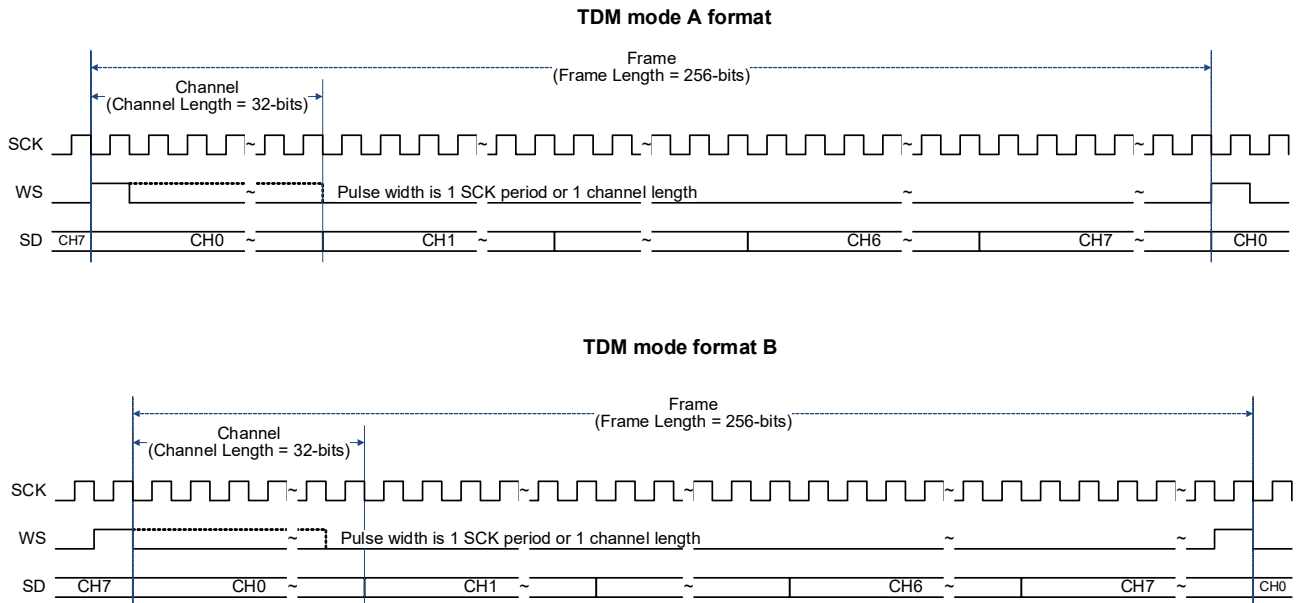 TDM mode A format
Frame
(Frame Length = 256-bits)
Channel
(Channel Length = 32-bits)
SCK ~ ~ ~ ~ ~
WS ~ Pulse width is 1 SCK period or 1 channel length ~ ~
SD CH7 CH0 ~ CH1 ~ ~ CH6 ~ CH7 ~ CH0
TDM mode format B
Frame
(Frame Length = 256-bits)
Channel
(Channel Length = 32-bits)
SCK ~ ~ ~ ~ ~
WS ~ Pulse width is 1 SCK period or 1 channel length ~ ~
SD CH7 CH0 ~ CH1 ~ ~ CH6 ~ CH7 ~ CH0